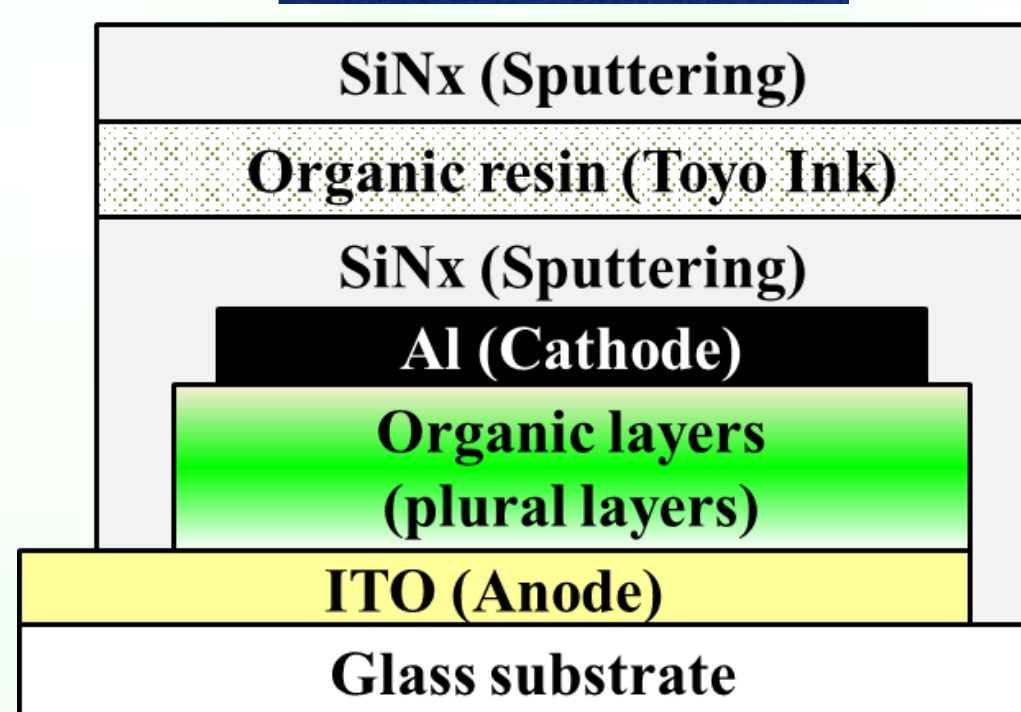 SiNx (Sputtering)
Organic resin (Toyo Ink)
SiNx (Sputtering)
Al (Cathode)
Organic layers
(plural layers)
ITO (Anode)
Glass substrate